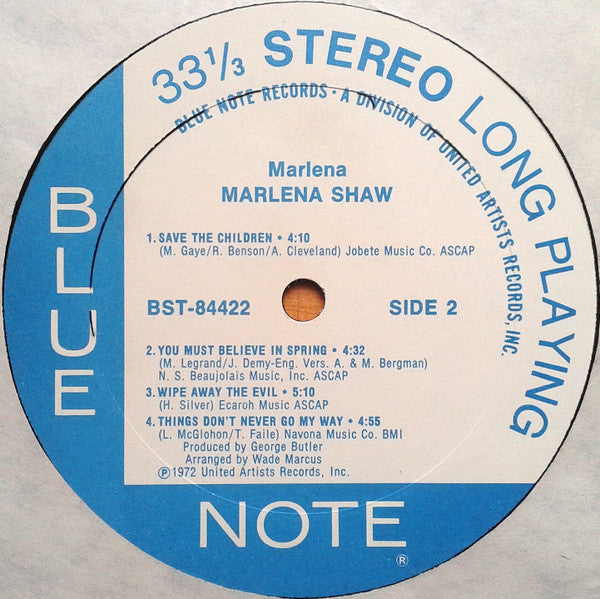 33⅓ STEREO LONG PLAYING
BLUE NOTE RECORDS · A DIVISION OF UNITED ARTISTS RECORDS, INC.
Marlena
MARLENA SHAW
1. SAVE THE CHILDREN • 4:10
(M. Gaye/R. Benson/A. Cleveland) Jobete Music Co. ASCAP
BST-84422 SIDE 2
2. YOU MUST BELIEVE IN SPRING • 4:32
(M. Legrand/J. Demy-Eng. Vers. A. & M. Bergman)
N. S. Beaujolais Music, Inc. ASCAP
3. WIPE AWAY THE EVIL • 5:10
(H. Silver) Ecaroh Music ASCAP
4. THINGS DON'T NEVER GO MY WAY • 4:55
(L. McGlohon/T. Faile) Navona Music Co. BMI
Produced by George Butler
Arranged by Wade Marcus
℗1972 United Artists Records, Inc.
BLUE
NOTE®